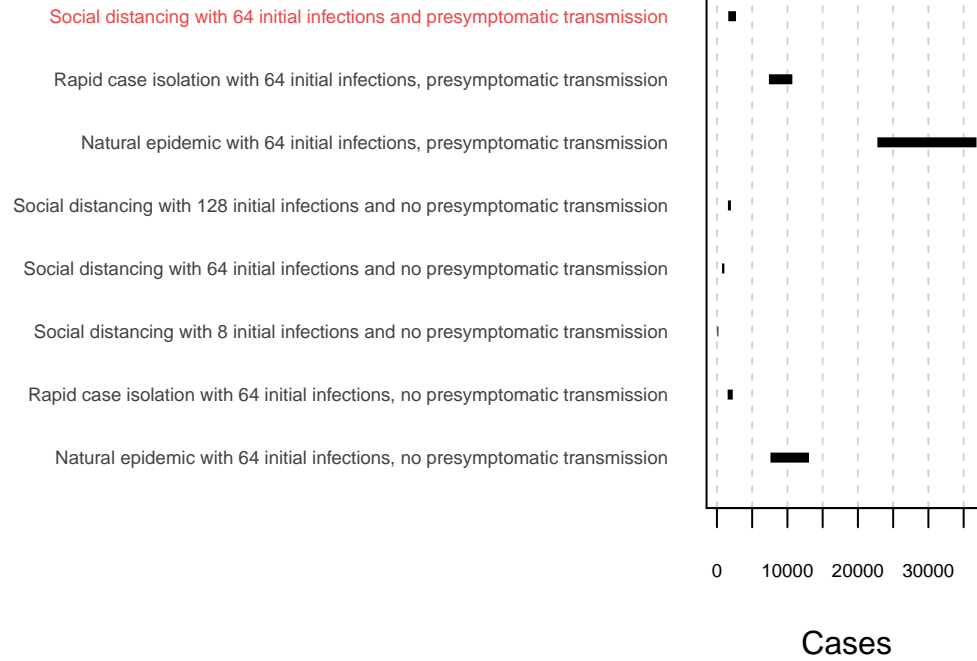 Social distancing with 64 initial infections and presymptomatic transmission
Rapid case isolation with 64 initial infections, presymptomatic transmission
Natural epidemic with 64 initial infections, presymptomatic transmission
Social distancing with 128 initial infections and no presymptomatic transmission
Social distancing with 64 initial infections and no presymptomatic transmission
Social distancing with 8 initial infections and no presymptomatic transmission
Rapid case isolation with 64 initial infections, no presymptomatic transmission
Natural epidemic with 64 initial infections, no presymptomatic transmission
0 10000 20000 30000
Cases